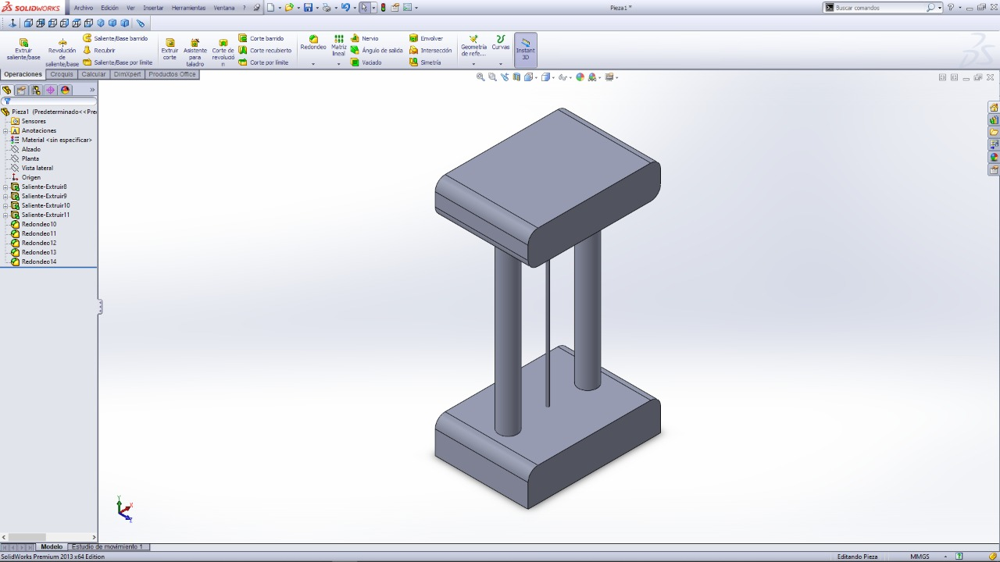 SOLIDWORKS Archivo Edición Ver Insertar Herramientas Ventana ? Pieza1 * Buscar comandos
Extruir saliente/base
Revolución de saliente/base
Saliente/Base barrido
Recubrir
Saliente/Base por límite
Extruir corte
Asistente para taladro
Corte de revolució n
Corte barrido
Corte recubierto
Corte por límite
Redondeo
Matriz lineal
Nervio
Ángulo de salida
Vaciado
Envolver
Intersección
Simetría
Geometría de refe...
Curvas
Instant 3D
Operaciones Croquis Calcular DimXpert Productos Office
Pieza1 (Predeterminado<<Pre
Sensores
Anotaciones
Material <sin especificar>
Alzado
Planta
Vista lateral
Origen
Saliente-Extruir8
Saliente-Extruir9
Saliente-Extruir10
Saliente-Extruir11
Redondeo10
Redondeo11
Redondeo12
Redondeo13
Redondeo14
Y
X
Z
Modelo Estudio de movimiento 1
SolidWorks Premium 2013 x64 Edition Editando Pieza MMGS